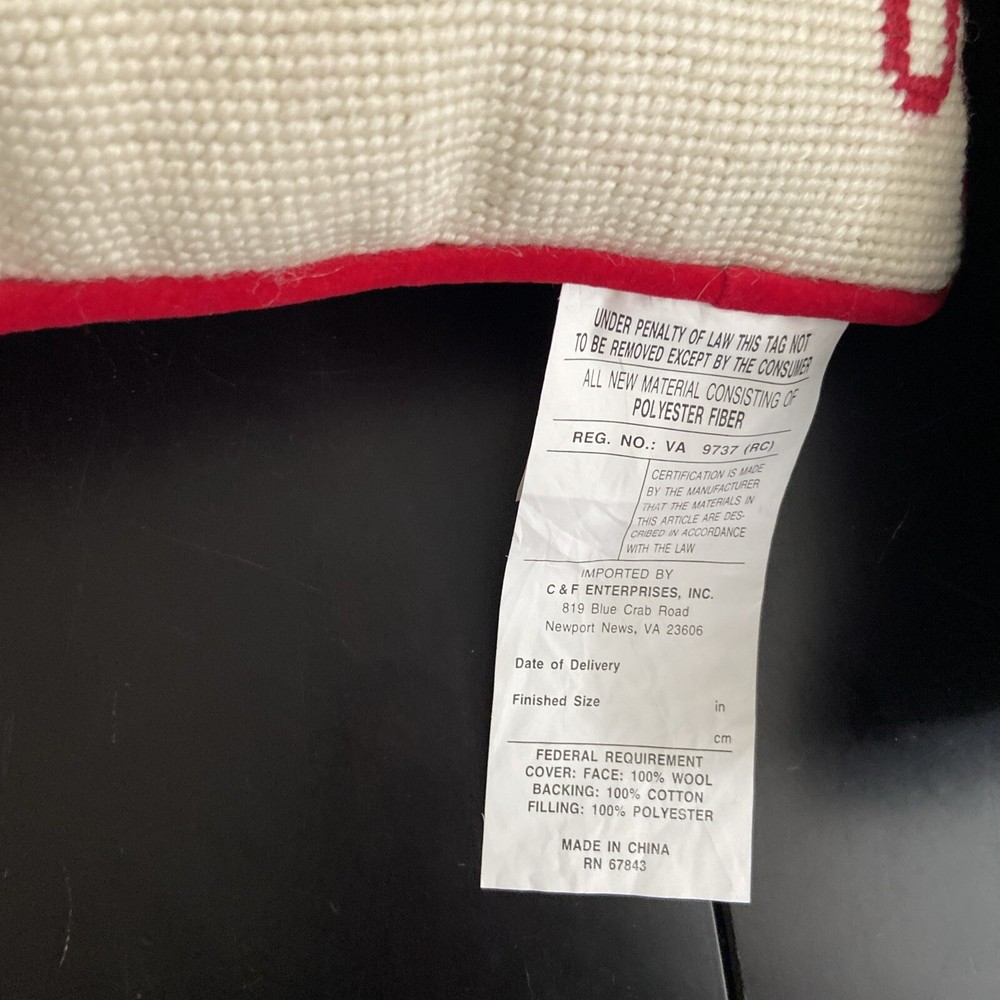 UNDER PENALTY OF LAW THIS TAG NOT
TO BE REMOVED EXCEPT BY THE CONSUMER
ALL NEW MATERIAL CONSISTING OF
POLYESTER FIBER
REG. NO.: VA 9737 (RC)
CERTIFICATION IS MADE
BY THE MANUFACTURER
THAT THE MATERIALS IN
THIS ARTICLE ARE DES-
CRIBED IN ACCORDANCE
WITH THE LAW
IMPORTED BY
C & F ENTERPRISES, INC.
819 Blue Crab Road
Newport News, VA 23606
Date of Delivery
Finished Size in
cm
FEDERAL REQUIREMENT
COVER: FACE: 100% WOOL
BACKING: 100% COTTON
FILLING: 100% POLYESTER
MADE IN CHINA
RN 67843